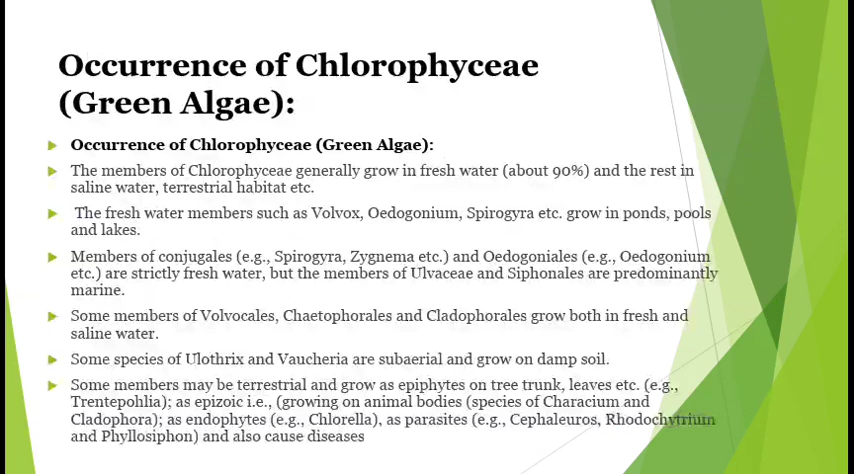 Occurrence of Chlorophyceae
(Green Algae):
Occurrence of Chlorophyceae (Green Algae):
The members of Chlorophyceae generally grow in fresh water (about 90%) and the rest in
saline water, terrestrial habitat etc.
The fresh water members such as Volvox, Oedogonium, Spirogyra etc. grow in ponds, pools
and lakes.
Members of conjugales (e.g., Spirogyra, Zygnema etc.) and Oedogoniales (e.g., Oedogonium
etc.) are strictly fresh water, but the members of Ulvaceae and Siphonales are predominantly
marine.
Some members of Volvocales, Chaetophorales and Cladophorales grow both in fresh and
saline water.
Some species of Ulothrix and Vaucheria are subaerial and grow on damp soil.
Some members may be terrestrial and grow as epiphytes on tree trunk, leaves etc. (e.g.,
Trentepohlia); as epizoic i.e., (growing on animal bodies (species of Characium and
Cladophora); as endophytes (e.g., Chlorella), as parasites (e.g., Cephaleuros, Rhodochytrium
and Phyllosiphon) and also cause diseases